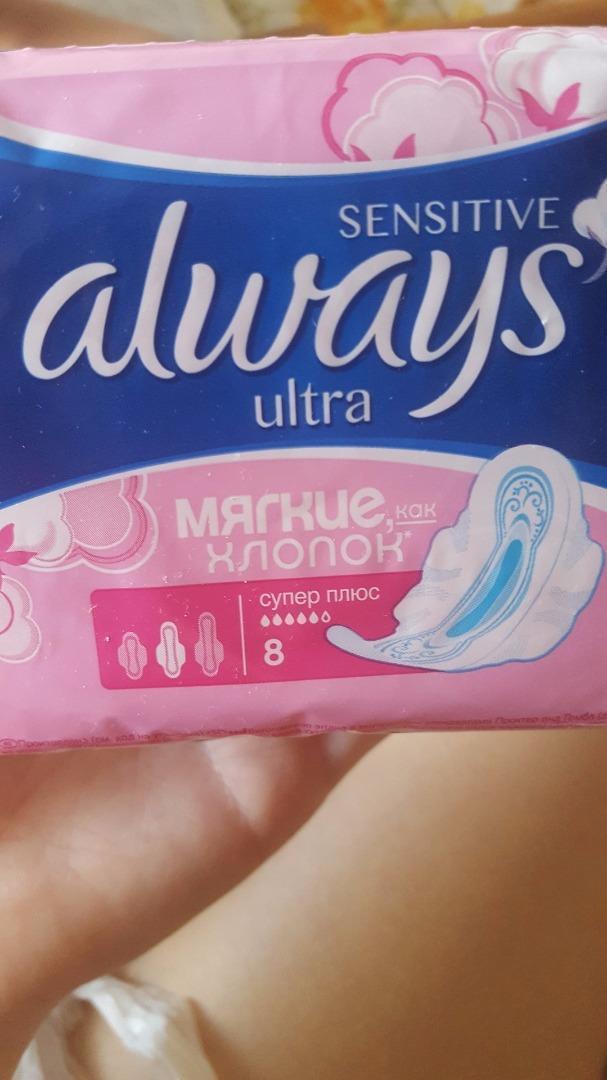 SENSITIVE
always
ultra
мягкие, как
хлопок*
супер плюс
8